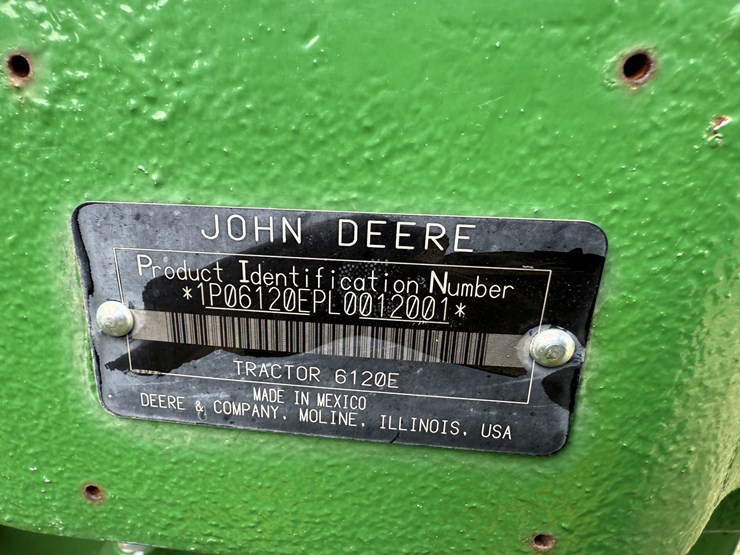 JOHN DEERE
Product Identification Number
*1P06120EPL0012001*
TRACTOR 6120E
MADE IN MEXICO
DEERE & COMPANY, MOLINE, ILLINOIS, USA